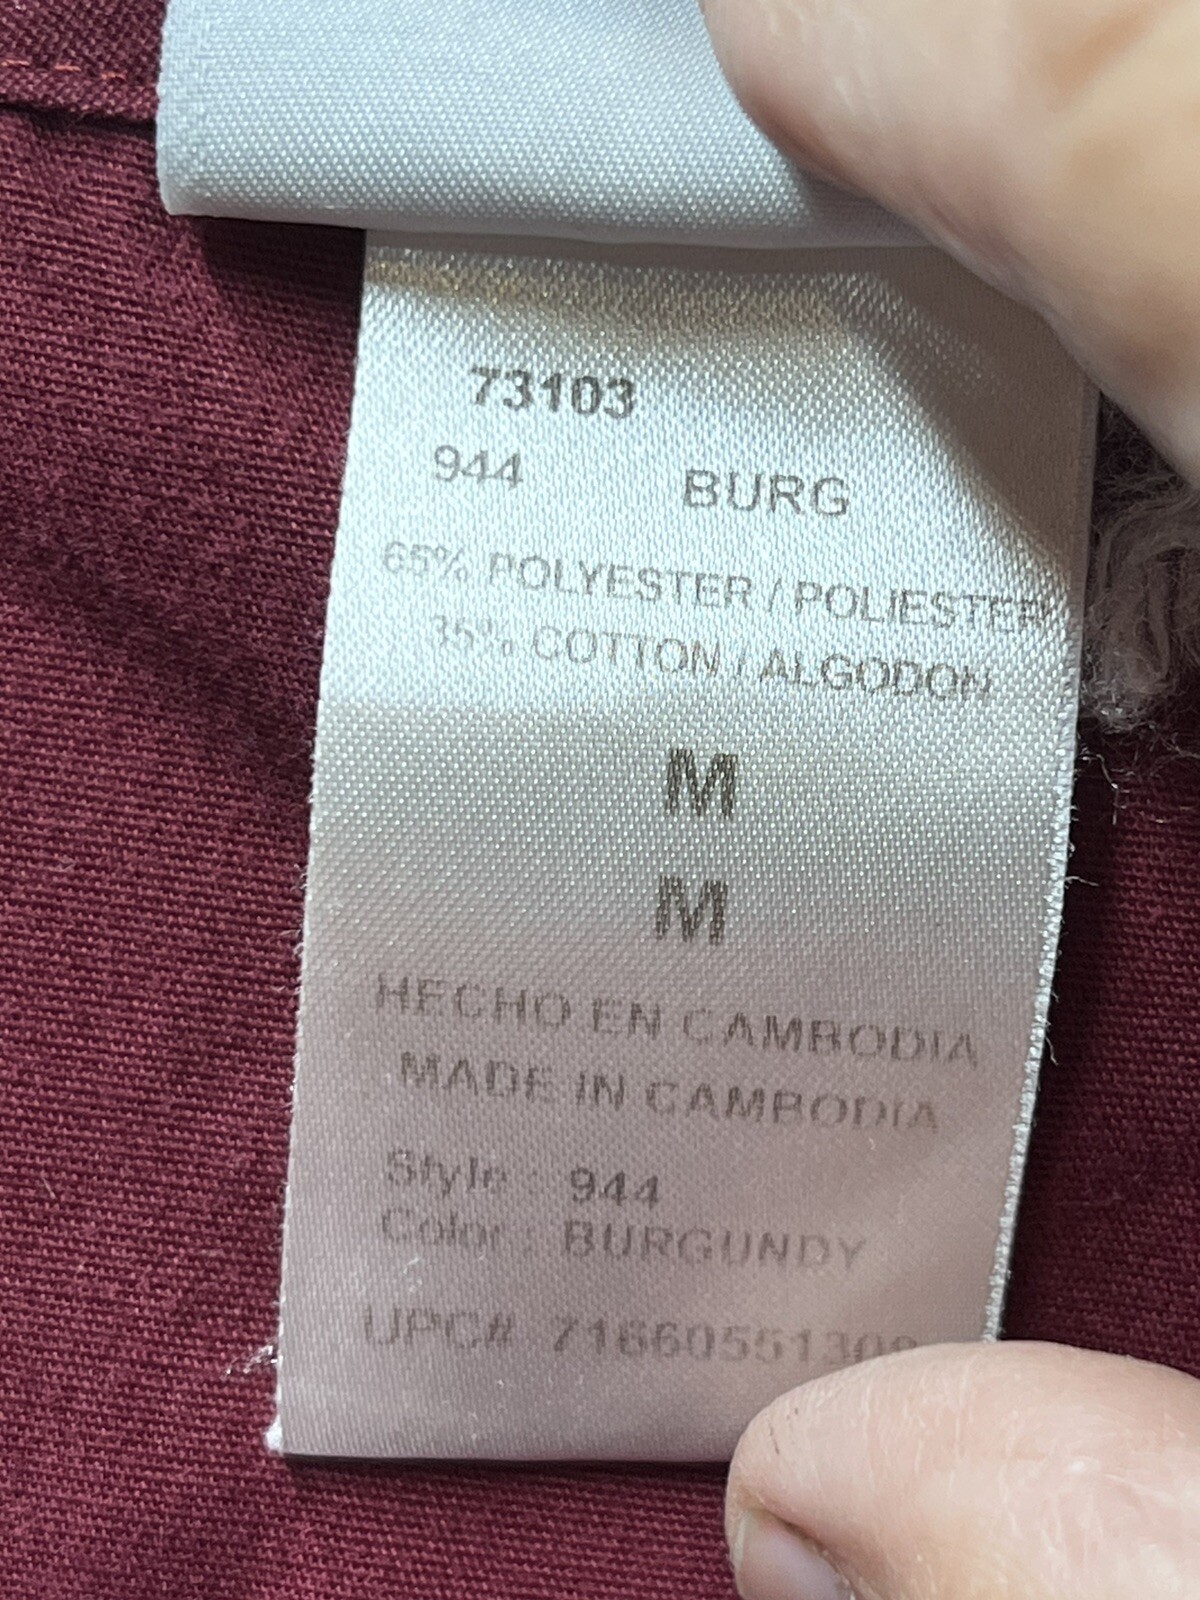 73103
944 BURG
65% POLYESTER / POLIESTER
35% COTTON / ALGODON
M
M
HECHO EN CAMBODIA
MADE IN CAMBODIA
Style : 944
Color : BURGUNDY
UPC#